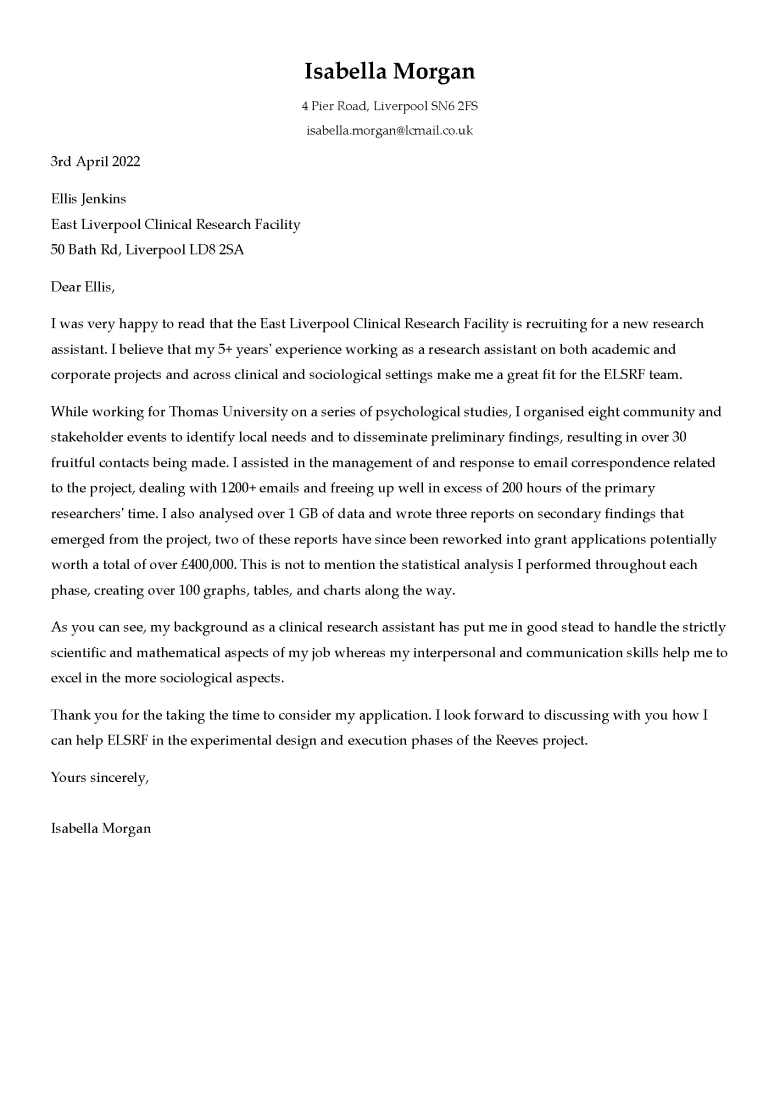 Isabella Morgan
4 Pier Road, Liverpool SN6 2FS
isabella.morgan@lcmail.co.uk
3rd April 2022
Ellis Jenkins
East Liverpool Clinical Research Facility
50 Bath Rd, Liverpool LD8 2SA
Dear Ellis,
I was very happy to read that the East Liverpool Clinical Research Facility is recruiting for a new research
assistant. I believe that my 5+ years' experience working as a research assistant on both academic and
corporate projects and across clinical and sociological settings make me a great fit for the ELSRF team.
While working for Thomas University on a series of psychological studies, I organised eight community and
stakeholder events to identify local needs and to disseminate preliminary findings, resulting in over 30
fruitful contacts being made. I assisted in the management of and response to email correspondence related
to the project, dealing with 1200+ emails and freeing up well in excess of 200 hours of the primary
researchers' time. I also analysed over 1 GB of data and wrote three reports on secondary findings that
emerged from the project, two of these reports have since been reworked into grant applications potentially
worth a total of over £400,000. This is not to mention the statistical analysis I performed throughout each
phase, creating over 100 graphs, tables, and charts along the way.
As you can see, my background as a clinical research assistant has put me in good stead to handle the strictly
scientific and mathematical aspects of my job whereas my interpersonal and communication skills help me to
excel in the more sociological aspects.
Thank you for the taking the time to consider my application. I look forward to discussing with you how I
can help ELSRF in the experimental design and execution phases of the Reeves project.
Yours sincerely,
Isabella Morgan